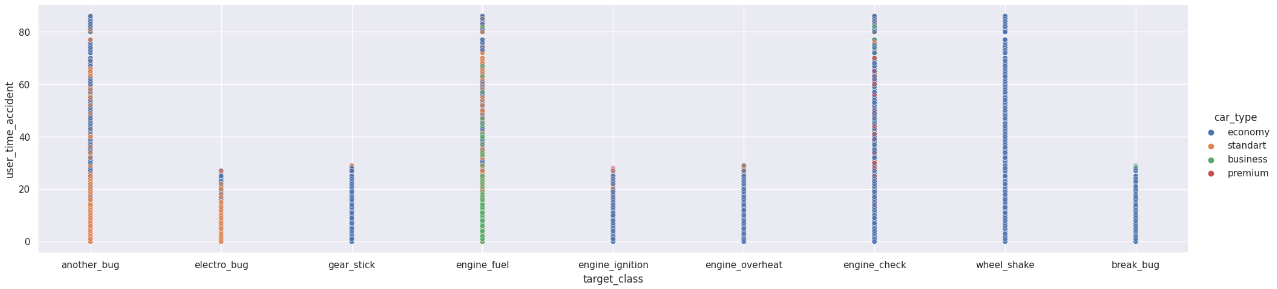 80
60
40
20
0
user_time_accident
another_bug electro_bug gear_stick engine_fuel engine_ignition engine_overheat engine_check wheel_shake break_bug
target_class
car_type
economy
standart
business
premium